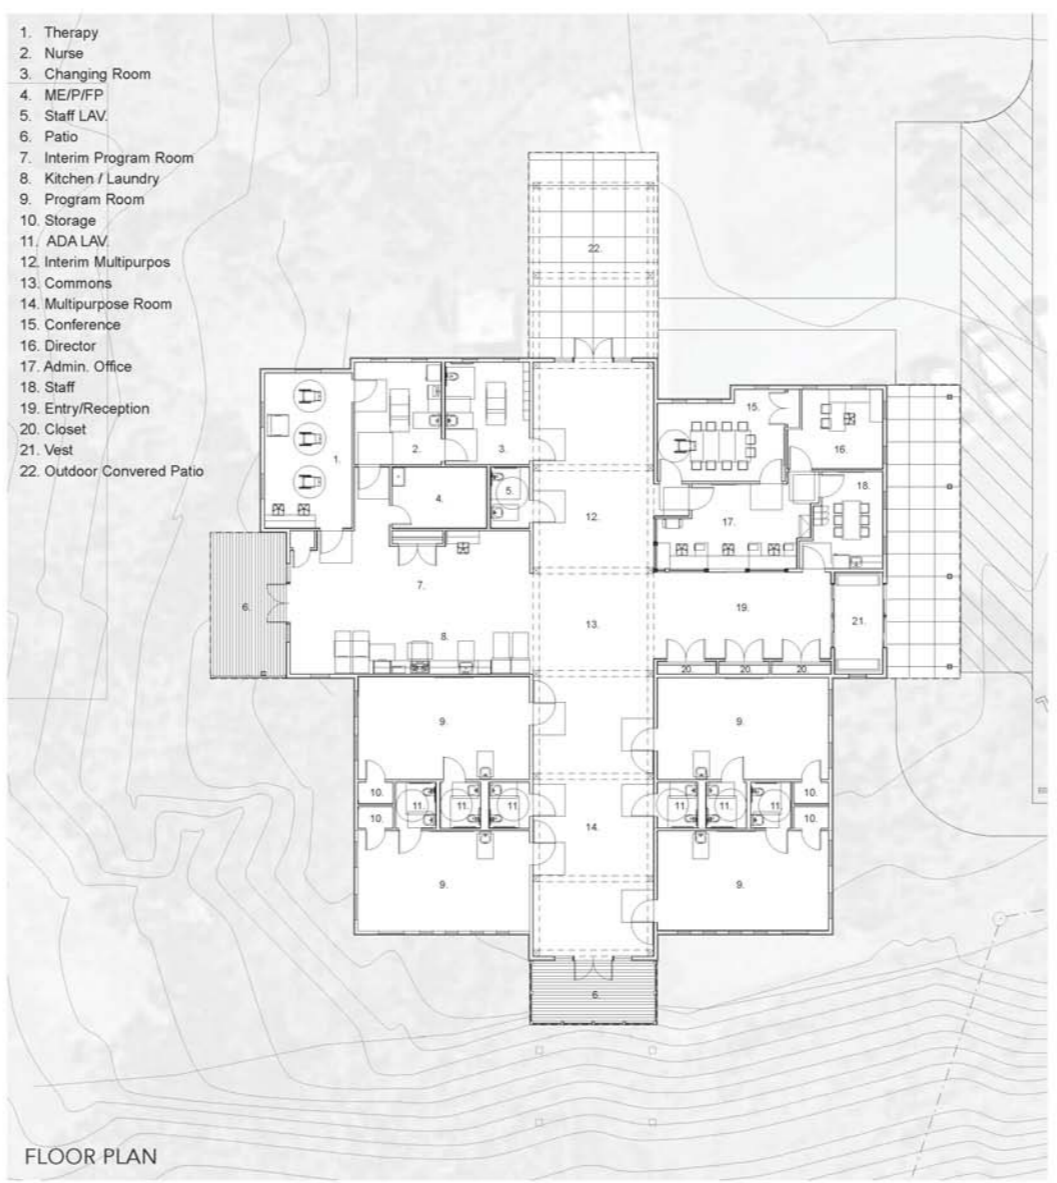 1. Therapy
2. Nurse
3. Changing Room
4. ME/P/FP
5. Staff LAV.
6. Patio
7. Interim Program Room
8. Kitchen / Laundry
9. Program Room
10. Storage
11. ADA LAV.
12. Interim Multipurpos
13. Commons
14. Multipurpose Room
15. Conference
16. Director
17. Admin. Office
18. Staff
19. Entry/Reception
20. Closet
21. Vest
22. Outdoor Convered Patio
22.
15.
16.
1.
2.
3.
18.
4.
5.
12.
17.
7.
6.
19.
13.
21.
8.
20.
20.
20.
9.
9.
10.
10.
11.
11.
11.
11.
11.
11.
10.
10.
14.
9.
9.
6.
FLOOR PLAN